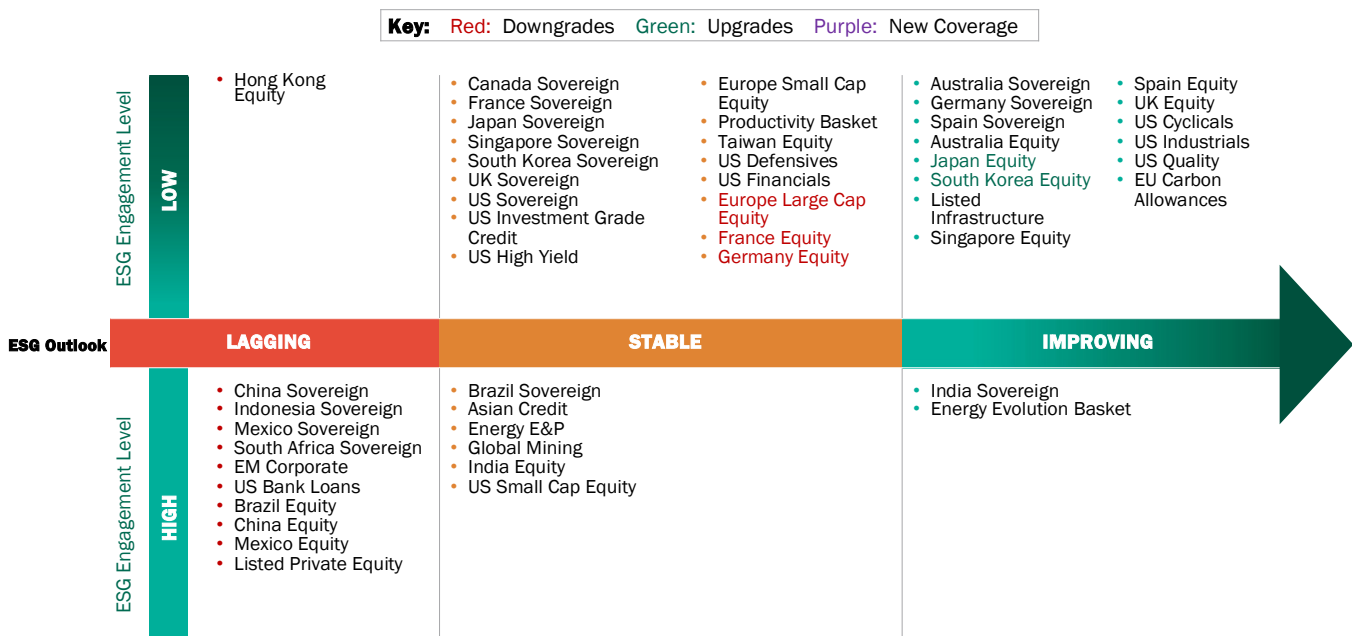 Key: Red: Downgrades Green: Upgrades Purple: New Coverage
ESG Engagement Level
LOW
• Hong Kong
Equity
• Canada Sovereign
• France Sovereign
• Japan Sovereign
• Singapore Sovereign
• South Korea Sovereign
• UK Sovereign
• US Sovereign
• US Investment Grade
Credit
• US High Yield
• Europe Small Cap
Equity
• Productivity Basket
• Taiwan Equity
• US Defensives
• US Financials
• Europe Large Cap
Equity
• France Equity
• Germany Equity
• Australia Sovereign
• Germany Sovereign
• Spain Sovereign
• Australia Equity
• Japan Equity
• South Korea Equity
• Listed
Infrastructure
• Singapore Equity
• Spain Equity
• UK Equity
• US Cyclicals
• US Industrials
• US Quality
• EU Carbon
Allowances
ESG Outlook
LAGGING
STABLE
IMPROVING
ESG Engagement Level
HIGH
• China Sovereign
• Indonesia Sovereign
• Mexico Sovereign
• South Africa Sovereign
• EM Corporate
• US Bank Loans
• Brazil Equity
• China Equity
• Mexico Equity
• Listed Private Equity
• Brazil Sovereign
• Asian Credit
• Energy E&P
• Global Mining
• India Equity
• US Small Cap Equity
• India Sovereign
• Energy Evolution Basket